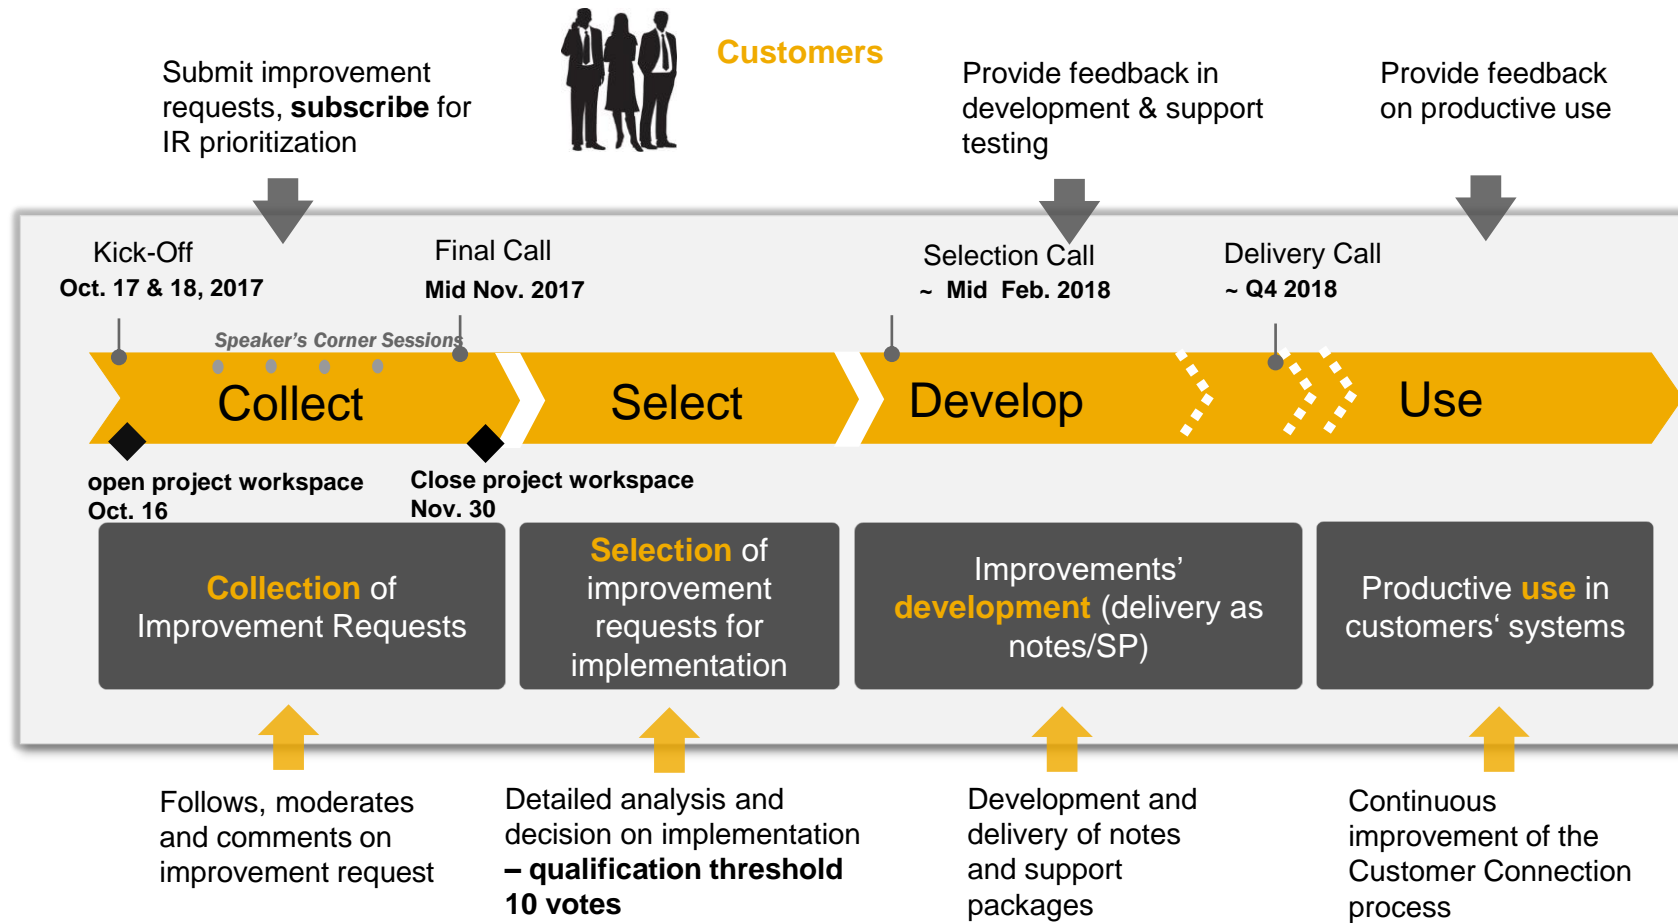 Customers
Submit improvement
requests, subscribe for
IR prioritization
Provide feedback in
development & support
testing
Provide feedback
on productive use
Kick-Off
Oct. 17 & 18, 2017
Final Call
Mid Nov. 2017
Selection Call
~ Mid Feb. 2018
Delivery Call
~ Q4 2018
Speaker's Corner Sessions
Collect
Select
Develop
Use
open project workspace
Oct. 16
Close project workspace
Nov. 30
Collection of
Improvement Requests
Selection of
improvement
requests for
implementation
Improvements’
development (delivery as
notes/SP)
Productive use in
customers‘ systems
Follows, moderates
and comments on
improvement request
Detailed analysis and
decision on implementation
– qualification threshold
10 votes
Development and
delivery of notes
and support
packages
Continuous
improvement of the
Customer Connection
process